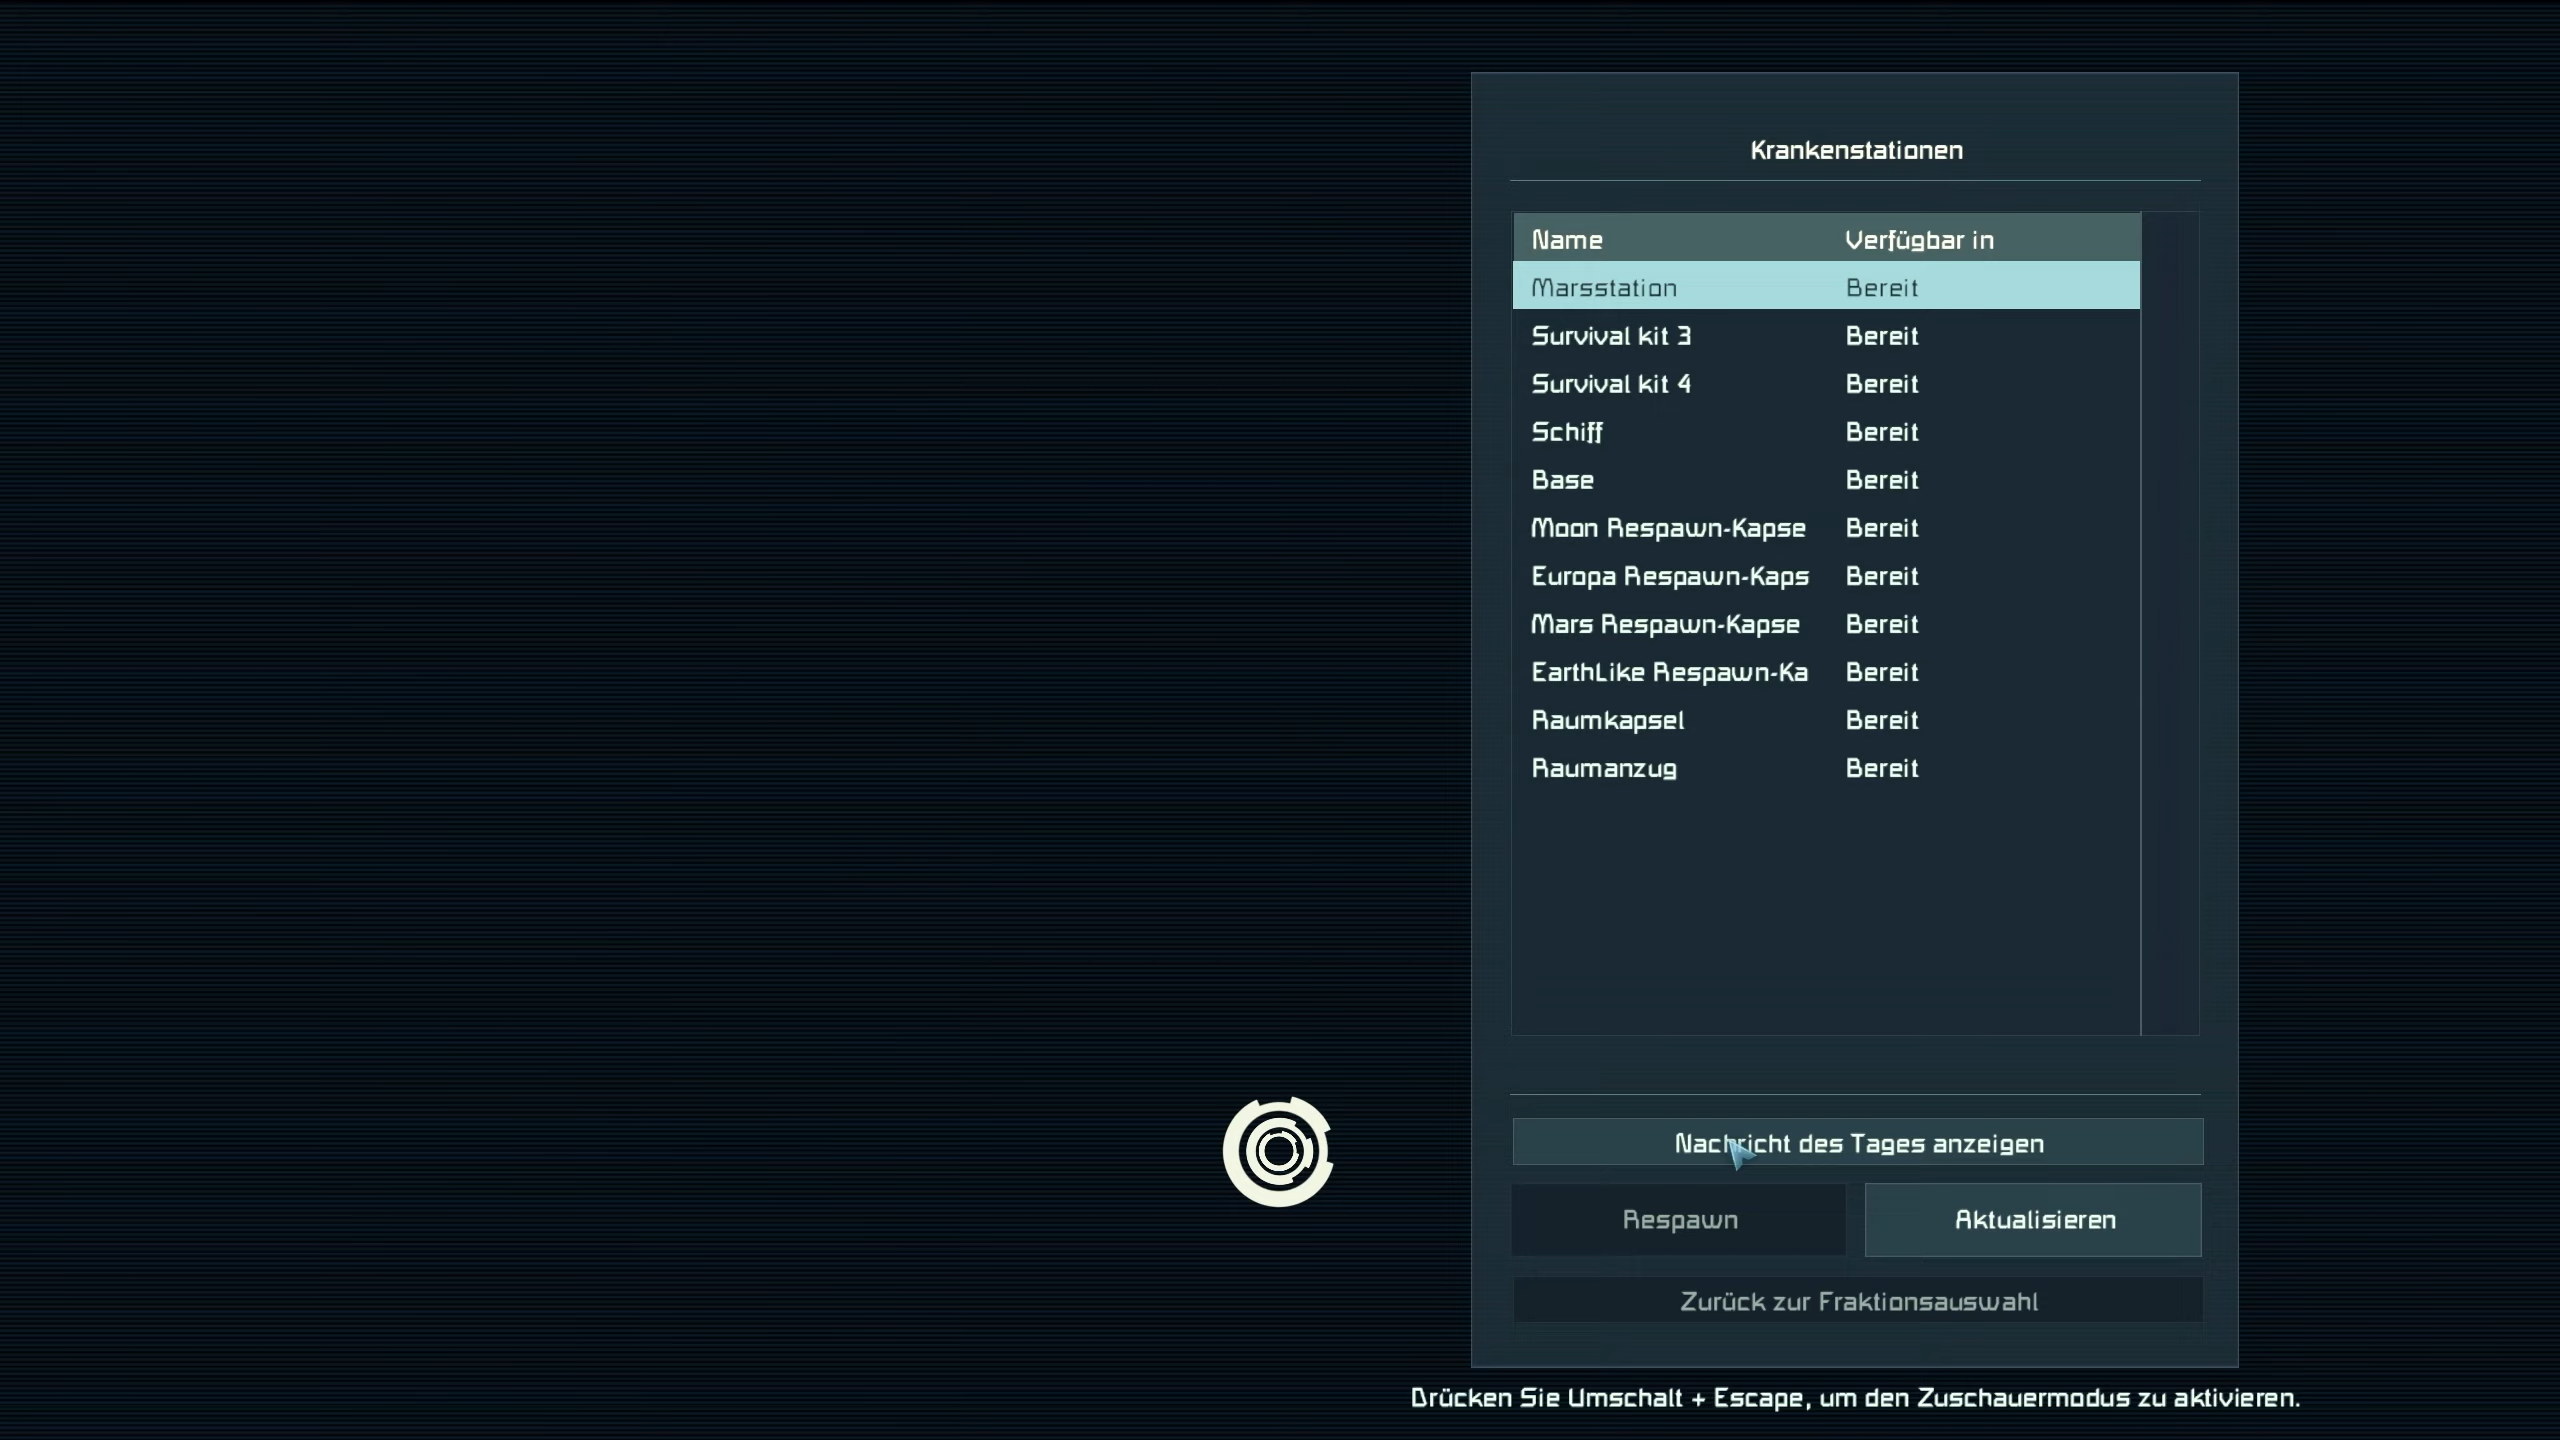 Krankenstationen
Name Verfügbar in
Marsstation Bereit
Survival kit 3 Bereit
Survival kit 4 Bereit
Schiff Bereit
Base Bereit
Moon Respawn-Kapse Bereit
Europa Respawn-Kaps Bereit
Mars Respawn-Kapse Bereit
EarthLike Respawn-Ka Bereit
Raumkapsel Bereit
Raumanzug Bereit
Nachricht des Tages anzeigen
Respawn Aktualisieren
Zurück zur Fraktionsauswahl
Drücken Sie Umschalt + Escape, um den Zuschauermodus zu aktivieren.